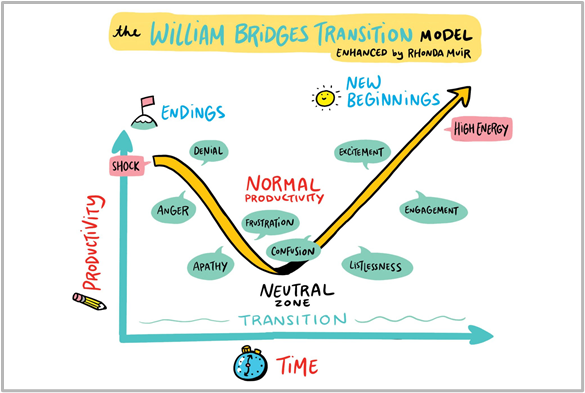 the WILLIAM BRIDGES TRANSITION MODEL
ENHANCED by RHONDA MUIR
NEW
BEGINNINGS
ENDINGS
HIGH ENERGY
DENIAL
EXCITEMENT
SHOCK
NORMAL
PRODUCTIVITY
ANGER
ENGAGEMENT
FRUSTRATION
CONFUSION
APATHY
LISTLESSNESS
NEUTRAL
ZONE
TRANSITION
PRODUCTIVITY
TIME